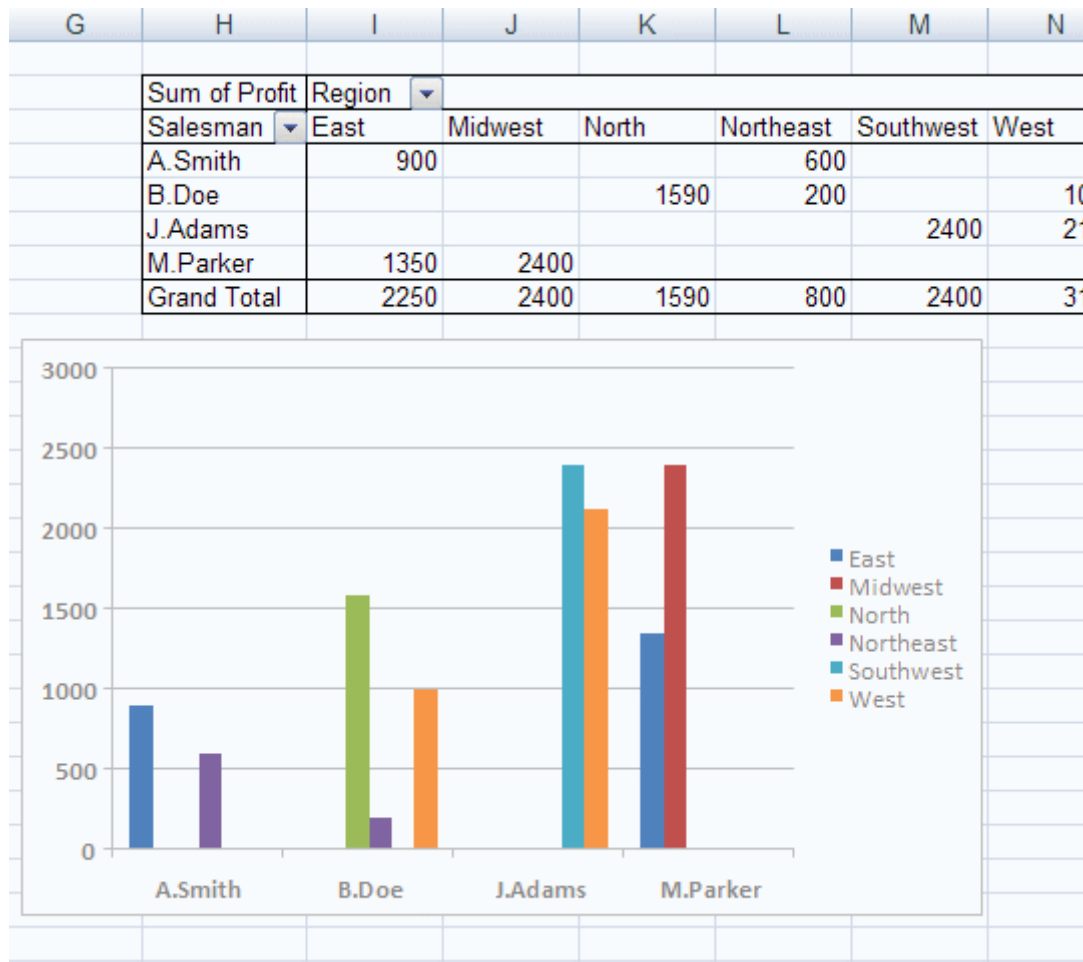 G H I J K L M N
Sum of Profit Region
Salesman East Midwest North Northeast Southwest West
A.Smith 900 600
B.Doe 1590 200
J.Adams 2400
M.Parker 1350 2400
Grand Total 2250 2400 1590 800 2400
3000
2500
2000
1500
1000
500
0
East
Midwest
North
Northeast
Southwest
West
A.Smith B.Doe J.Adams M.Parker